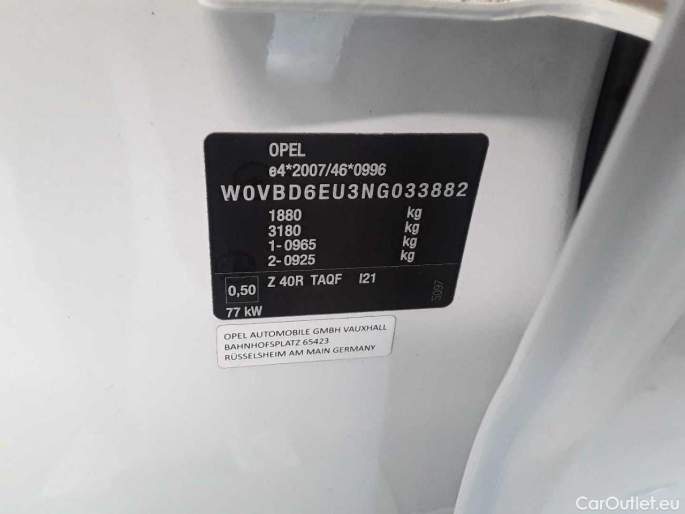 OPEL
e4*2007/46*0996
W0VBD6EU3NG033882
1880 kg
3180 kg
1-0965 kg
2-0925 kg
0,50 Z 40R TAQF I21
77 kW
5097
OPEL AUTOMOBILE GMBH VAUXHALL
BAHNHOFSPLATZ 65423
RÜSSELSHEIM AM MAIN GERMANY
CarOutlet.eu